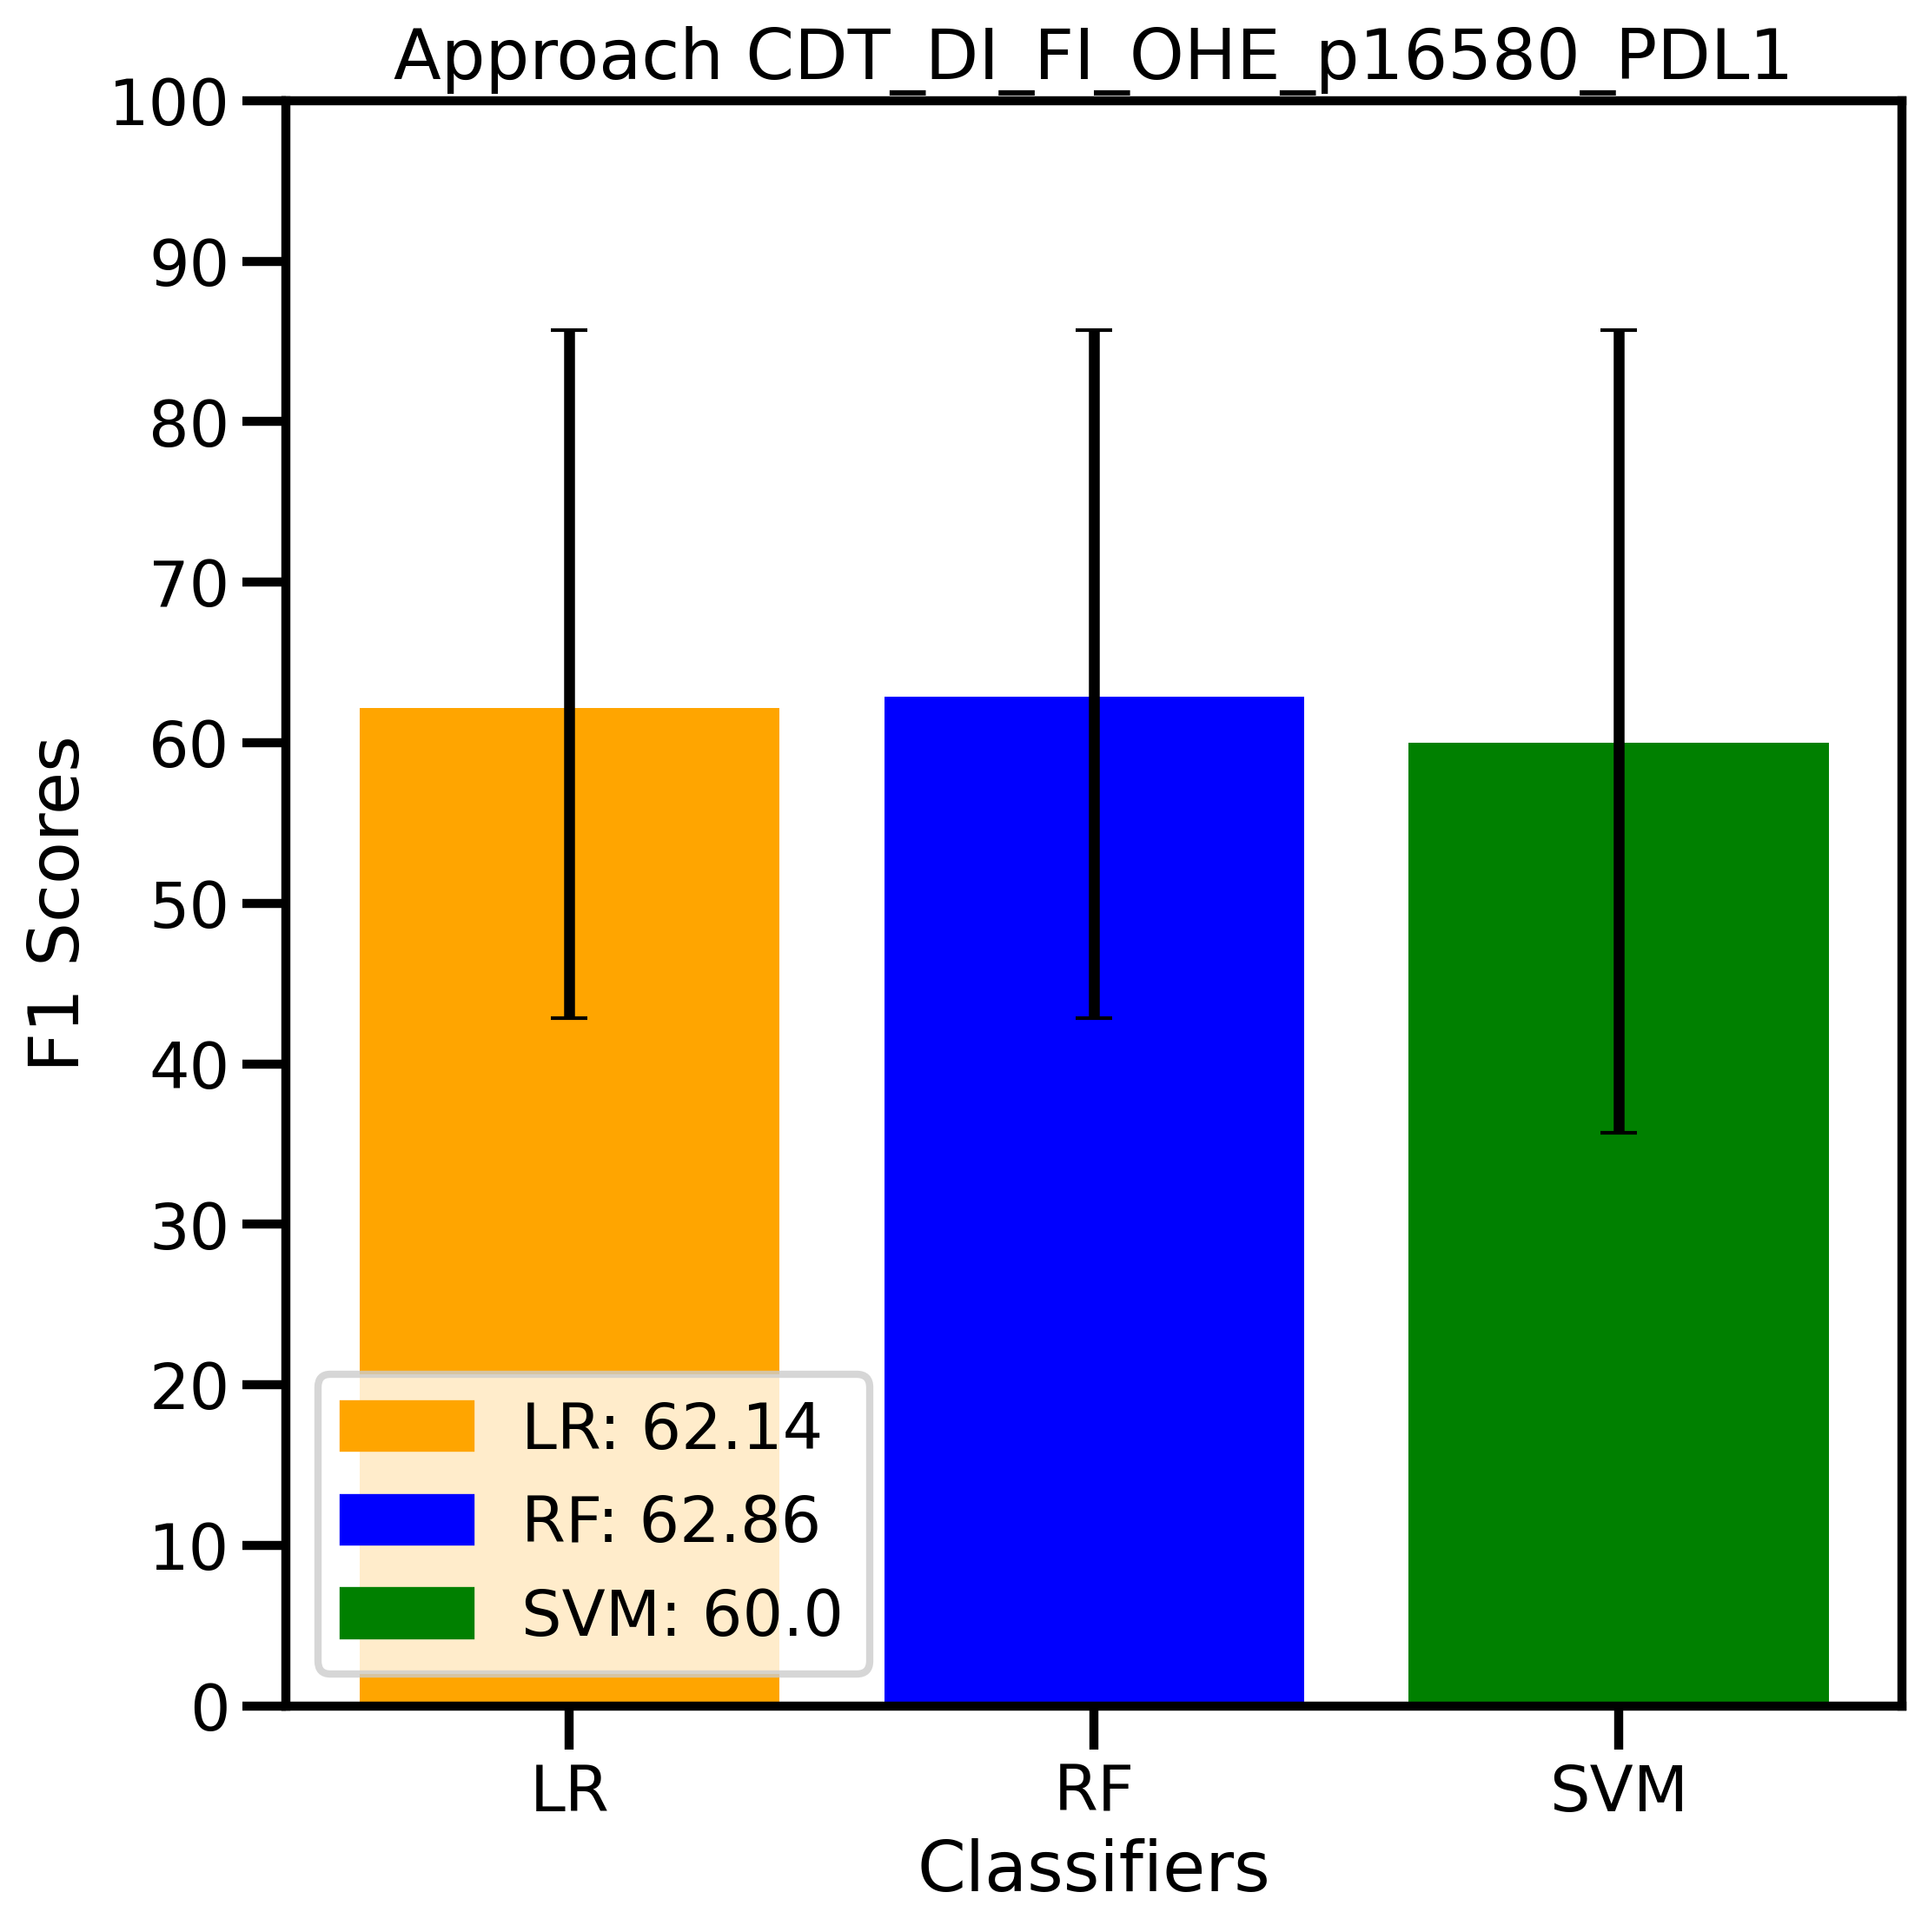 Approach CDT_DI_FI_OHE_p16580_PDL1
100
90
80
70
60
50
40
30
20
10
0
F1 Scores
LR: 62.14
RF: 62.86
SVM: 60.0
LR
RF
SVM
Classifiers